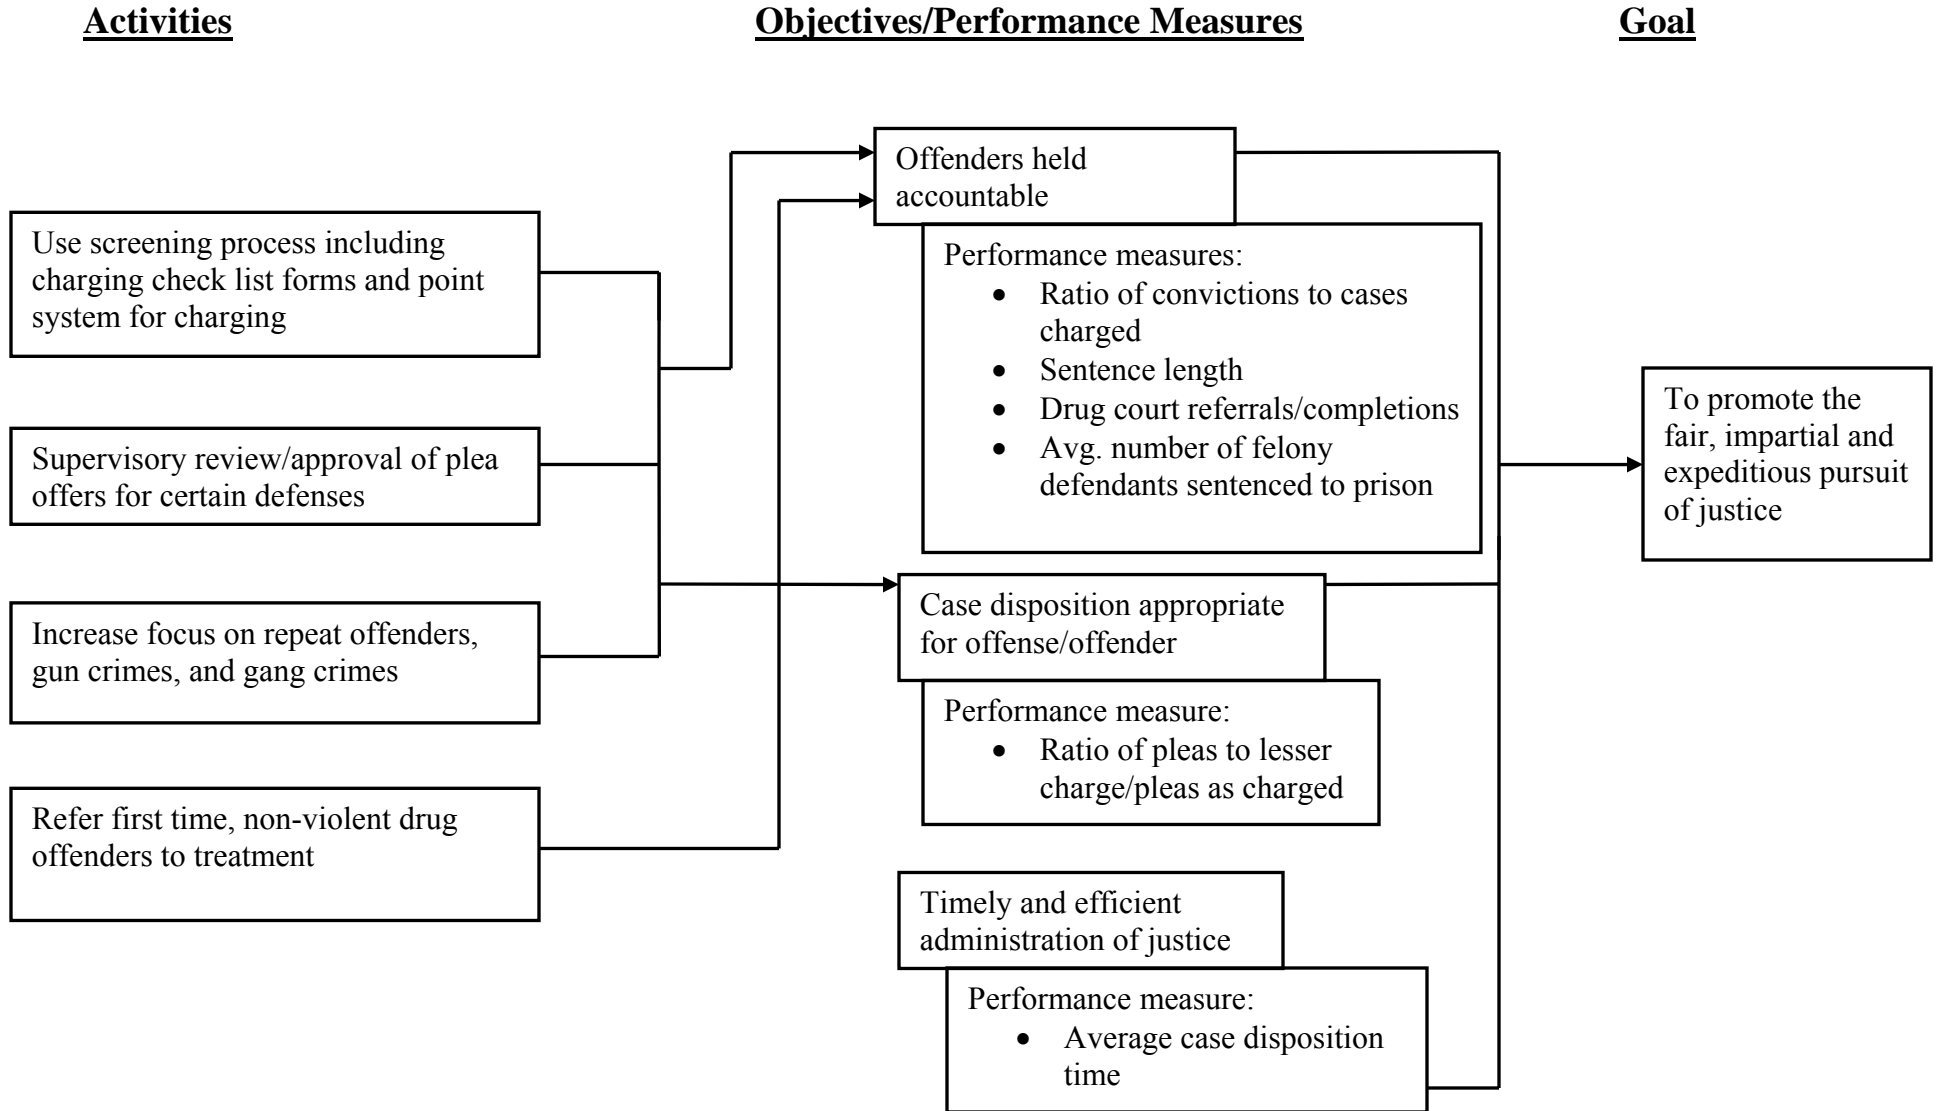 Activities
Objectives/Performance Measures
Goal
Offenders held
accountable
Performance measures:
• Ratio of convictions to cases
charged
• Sentence length
• Drug court referrals/completions
• Avg. number of felony
defendants sentenced to prison
Use screening process including
charging check list forms and point
system for charging
Supervisory review/approval of plea
offers for certain defenses
Increase focus on repeat offenders,
gun crimes, and gang crimes
Refer first time, non-violent drug
offenders to treatment
Case disposition appropriate
for offense/offender
Performance measure:
• Ratio of pleas to lesser
charge/pleas as charged
Timely and efficient
administration of justice
Performance measure:
• Average case disposition
time
To promote the
fair, impartial and
expeditious pursuit
of justice